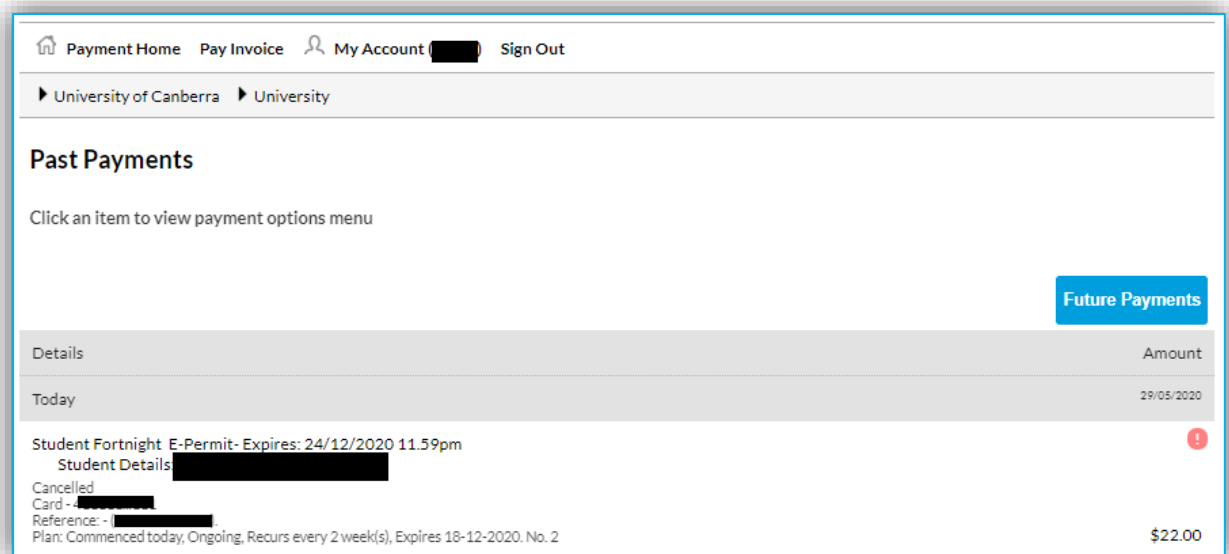 Payment Home Pay Invoice My Account ( ) Sign Out
University of Canberra University
Past Payments
Click an item to view payment options menu
Future Payments
Details Amount
Today 29/05/2020
Student Fortnight E-Permit- Expires: 24/12/2020 11.59pm
Student Details:
Cancelled
Card -
Reference: - ( ).
Plan: Commenced today, Ongoing, Recurs every 2 week(s), Expires 18-12-2020. No. 2 $22.00